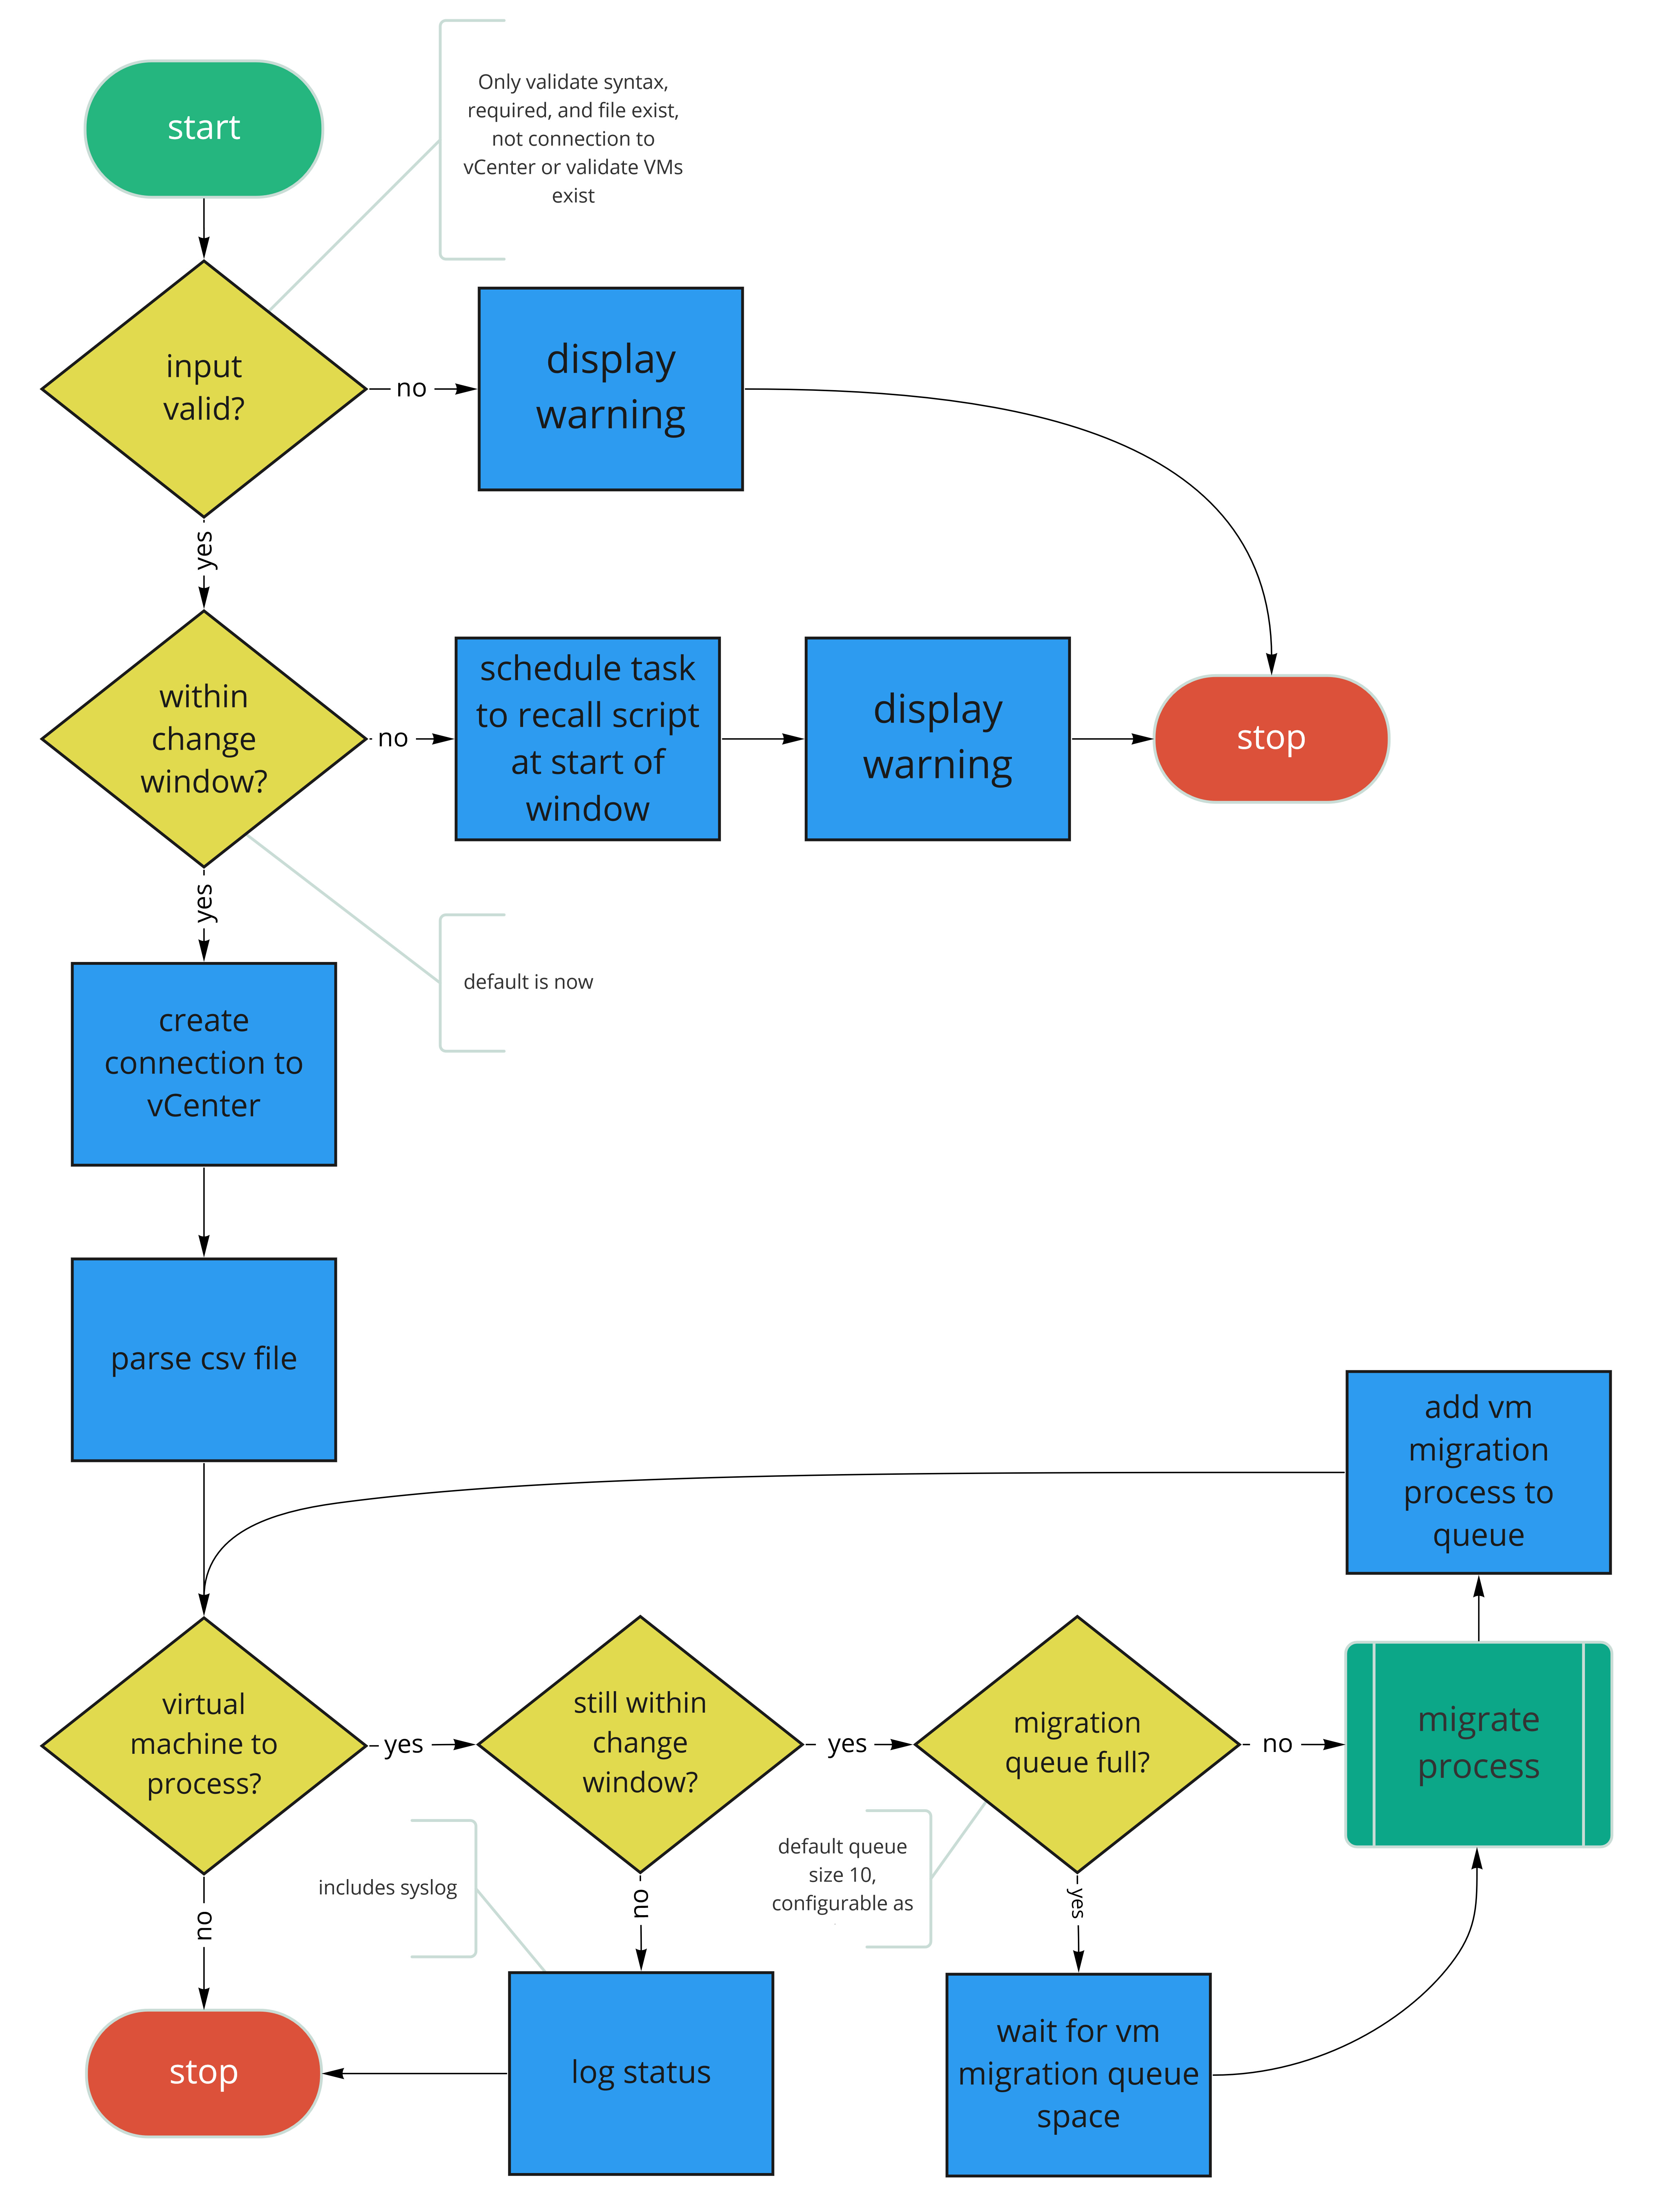 start
Only validate syntax,
required, and file exist,
not connection to
vCenter or validate VMs
exist
input
valid?
no
display
warning
yes
within
change
window?
no
schedule task
to recall script
at start of
window
display
warning
stop
yes
default is now
create
connection to
vCenter
parse csv file
add vm
migration
process to
queue
virtual
machine to
process?
yes
still within
change
window?
yes
migration
queue full?
no
migrate
process
includes syslog
default queue
size 10,
configurable as
no
no
yes
stop
log status
wait for vm
migration queue
space